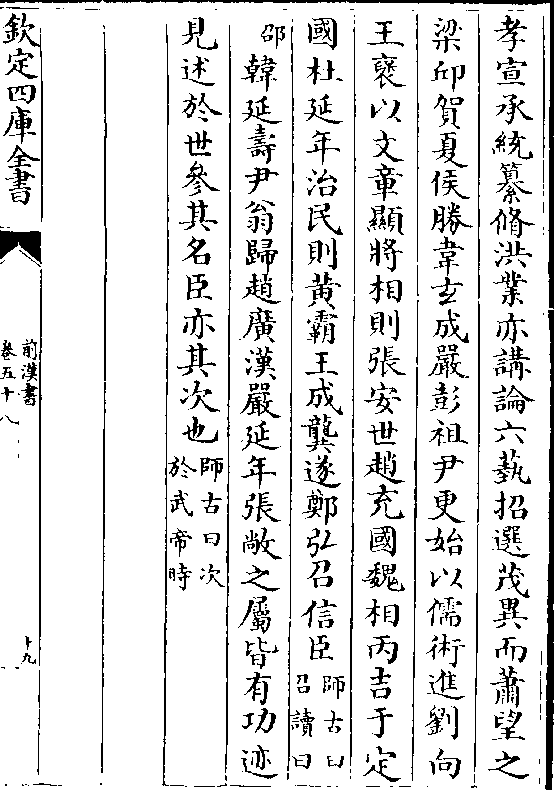 孝宣承統纂脩洪業亦講論六藝招選茂異而蕭望之
梁邱賀夏侯勝韋玄成嚴彭祖尹更始以儒術進劉向
王襃以文章顯將相則張安世趙充國魏相丙吉于定
國杜延年治民則黃霸王成龔遂鄭弘召信臣師古曰召讀曰
邵韓延壽尹翁歸趙廣漢嚴延年張敞之屬皆有功迹
見述於世參其名臣亦其次也師古曰次於武帝時
欽定四庫全書
前漢書
卷五十八
十九